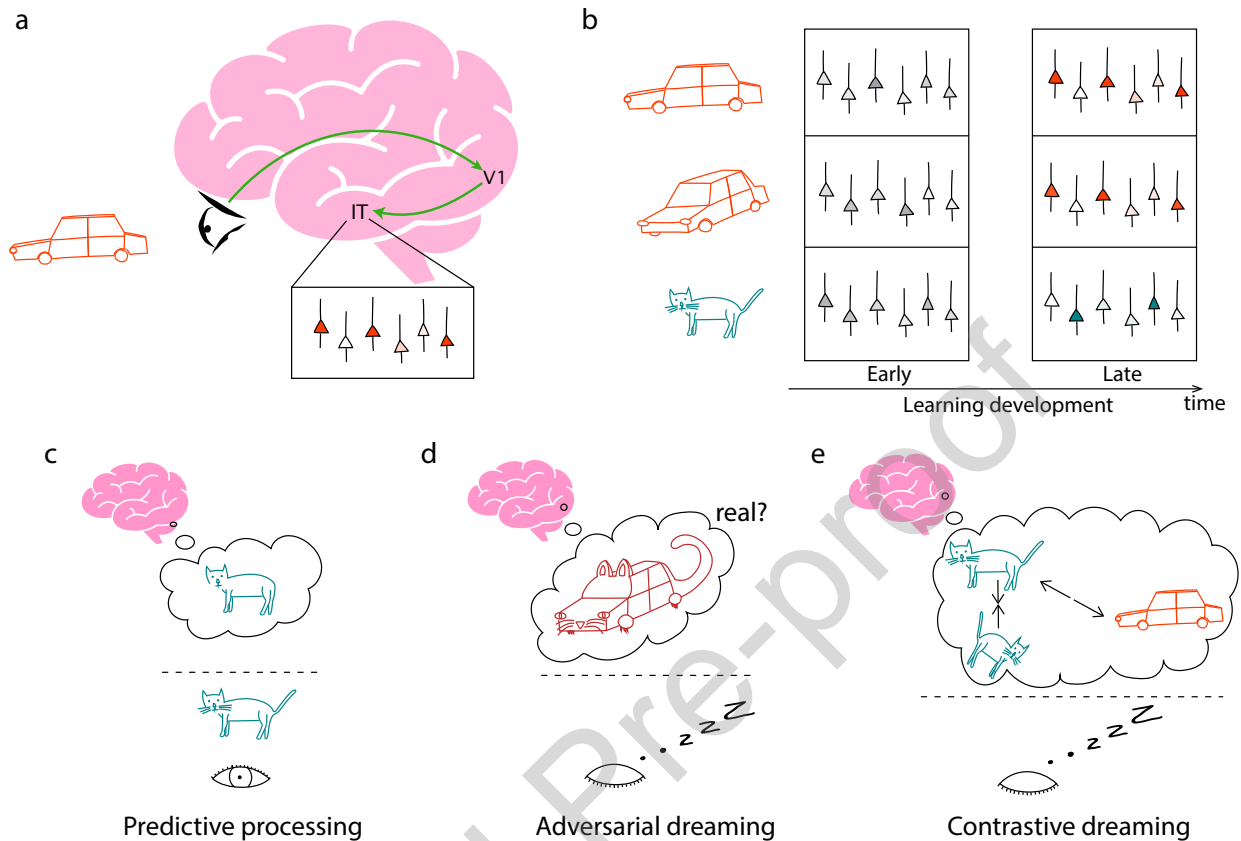 a
V1
IT
b
Early
Late
Learning development
time
c
d
real?
e
z z z Z
z z z Z
Predictive processing
Adversarial dreaming
Contrastive dreaming
Pre-proof